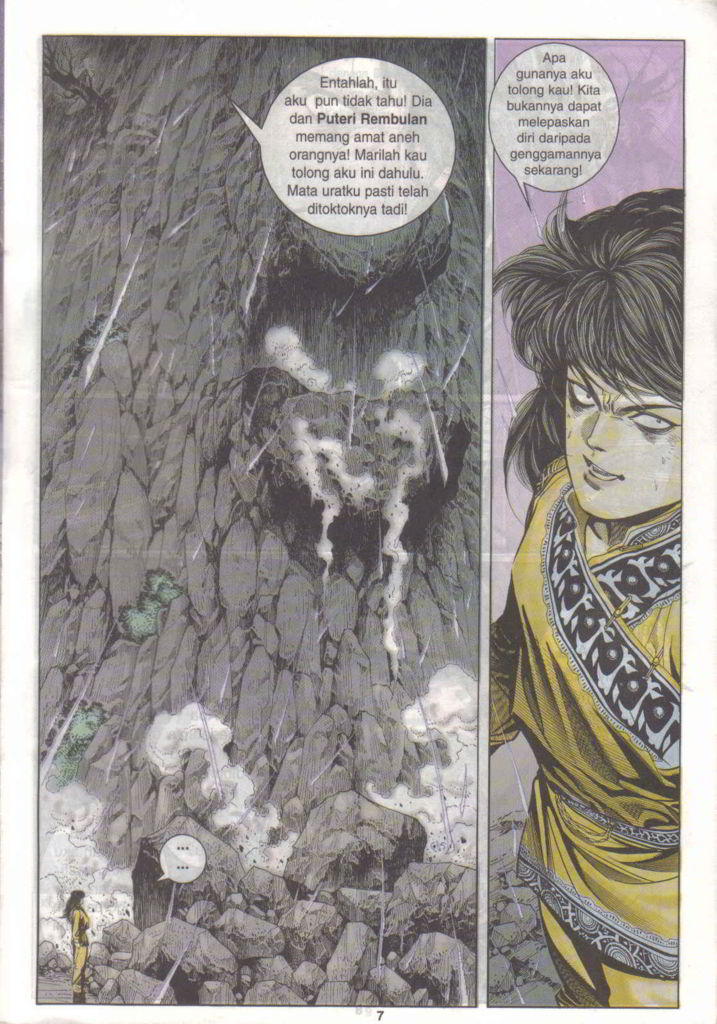 Entahlah, itu
aku pun tidak tahu! Dia
dan Puteri Rembulan
memang amat aneh
orangnya! Marilah kau
tolong aku ini dahulu.
Mata uratku pasti telah
ditoktoknya tadi!
...
...
Apa
gunanya aku
tolong kau! Kita
bukannya dapat
melepaskan
diri daripada
genggamannya
sekarang!
7